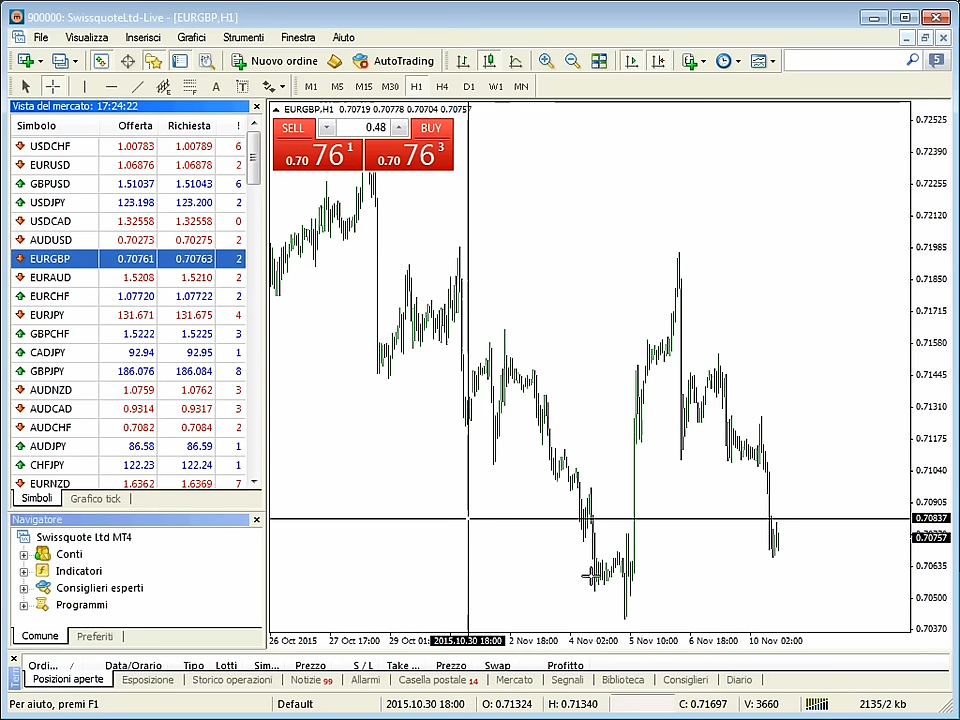 900000: SwissquoteLtd-Live - [EURGBP,H1]
File Visualizza Inserisci Grafici Strumenti Finestra Aiuto
Nuovo ordine AutoTrading 5
A T M1 M5 M15 M30 H1 H4 D1 W1 MN
Vista del mercato: 17:24:22
Simbolo Offerta Richiesta !
USDCHF 1.00783 1.00789 6
EURUSD 1.06876 1.06878 2
GBPUSD 1.51037 1.51043 6
USDJPY 123.198 123.200 2
USDCAD 1.32558 1.32558 0
AUDUSD 0.70273 0.70275 2
EURGBP 0.70761 0.70763 2
EURAUD 1.5208 1.5210 2
EURCHF 1.07720 1.07722 2
EURJPY 131.671 131.675 4
GBPCHF 1.5222 1.5225 3
CADJPY 92.94 92.95 1
GBPJPY 186.076 186.084 8
AUDNZD 1.0759 1.0762 3
AUDCAD 0.9314 0.9317 3
AUDCHF 0.7082 0.7084 2
AUDJPY 86.58 86.59 1
CHFJPY 122.23 122.24 1
EURNZD 1.6362 1.6369 7
Simboli Grafico tick
Navigatore
Swissquote Ltd MT4
Conti
Indicatori
Consiglieri esperti
Programmi
Comune Preferiti
EURGBP,H1 0.70719 0.70778 0.70704 0.70757
SELL 0.48 BUY
0.70 76 1 0.70 76 3
0.72525
0.72390
0.72255
0.72120
0.71985
0.71850
0.71715
0.71580
0.71445
0.71310
0.71175
0.71040
0.70905
0.70837
0.70757
0.70635
0.70500
0.70370
26 Oct 2015 27 Oct 17:00 29 Oct 01: 2015.10.30 18:00 2 Nov 18:00 4 Nov 02:00 5 Nov 10:00 6 Nov 18:00 10 Nov 02:00
Ordi... / Data/Orario Tipo Lotti Sim... Prezzo S / L Take ... Prezzo Swap Profitto
Posizioni aperte Esposizione Storico operazioni Notizie 99 Allarmi Casella postale 14 Mercato Segnali Biblioteca Consiglieri Diario
Per aiuto, premi F1 Default 2015.10.30 18:00 O: 0.71324 H: 0.71340 C: 0.71697 V: 3660 2135/2 kb